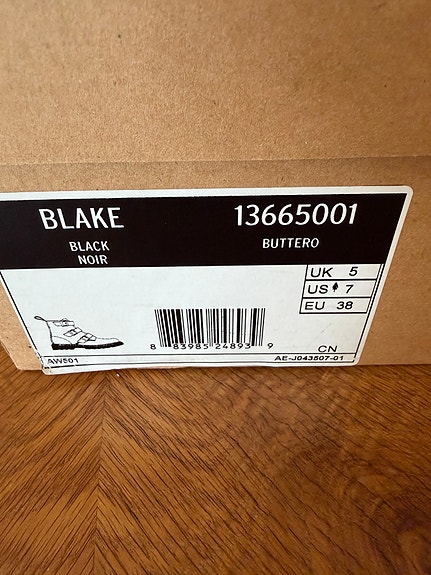 BLAKE 13665001
BLACK BUTTERO
NOIR
UK 5
US 7
EU 38
8 83985 24893 9
CN
AW501 AE-J043507-01